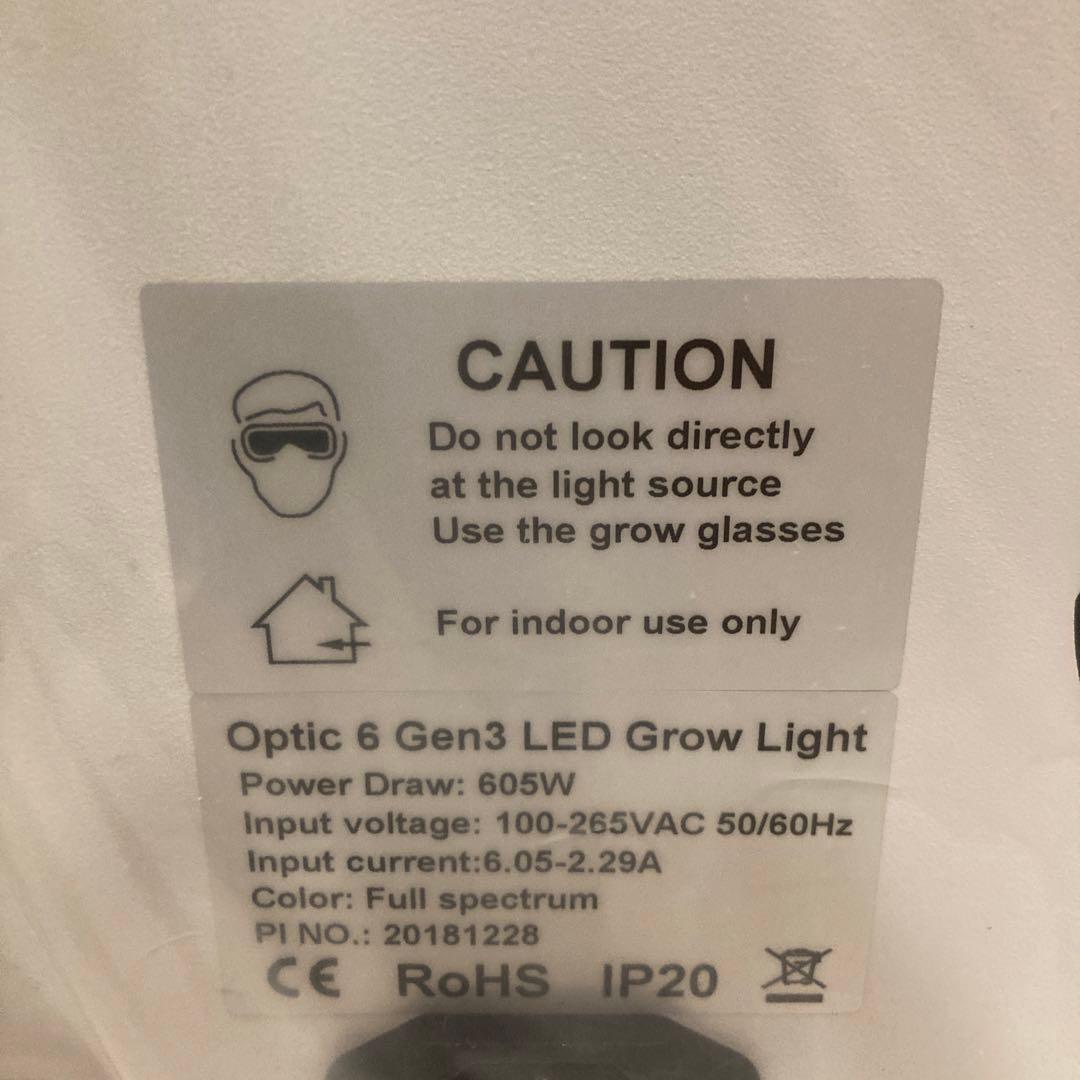 CAUTION
Do not look directly
at the light source
Use the grow glasses
For indoor use only
Optic 6 Gen3 LED Grow Light
Power Draw: 605W
Input voltage: 100-265VAC 50/60Hz
Input current:6.05-2.29A
Color: Full spectrum
PI NO.: 20181228
CE RoHS IP20